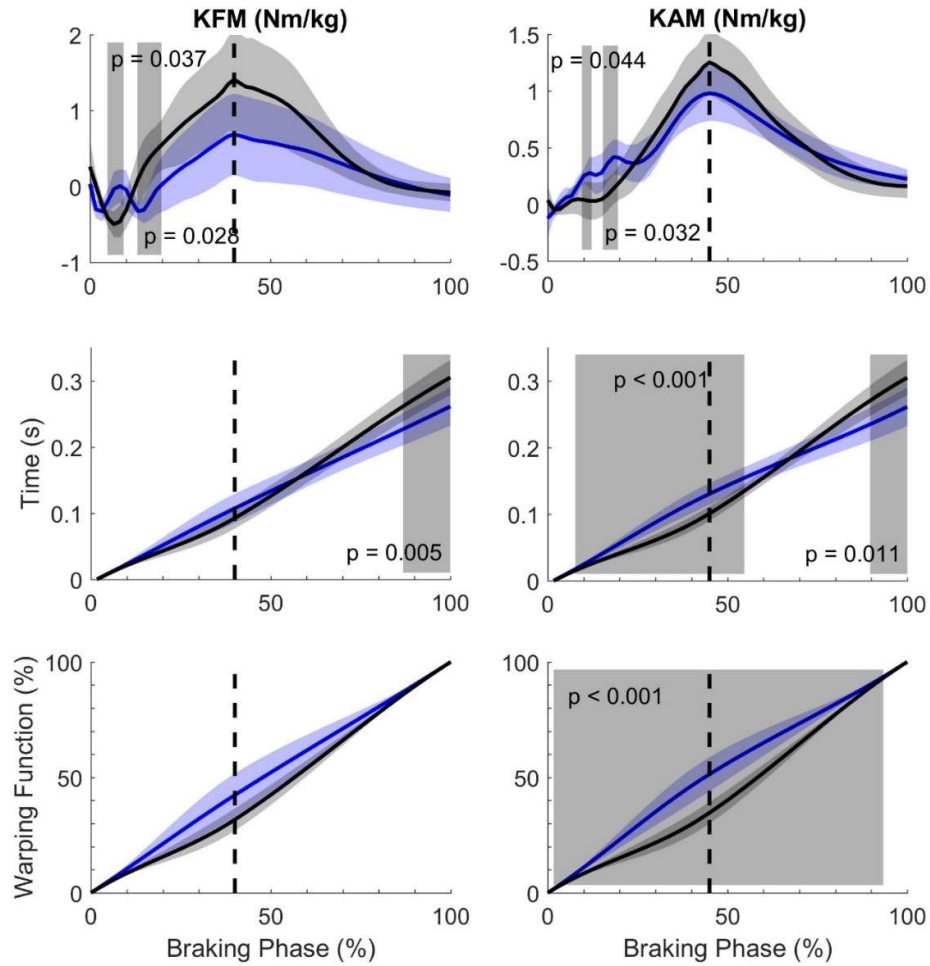 KFM (Nm/kg)
KAM (Nm/kg)
2
1
0
-1
p = 0.037
p = 0.028
0
50
100
1.5
1
0.5
0
-0.5
p = 0.044
p = 0.032
0
50
100
Time (s)
0.3
0.2
0.1
0
p = 0.005
0
50
100
0.3
0.2
0.1
0
p < 0.001
p = 0.011
0
50
100
Warping Function (%)
100
50
0
0
50
100
Braking Phase (%)
100
50
0
p < 0.001
0
50
100
Braking Phase (%)